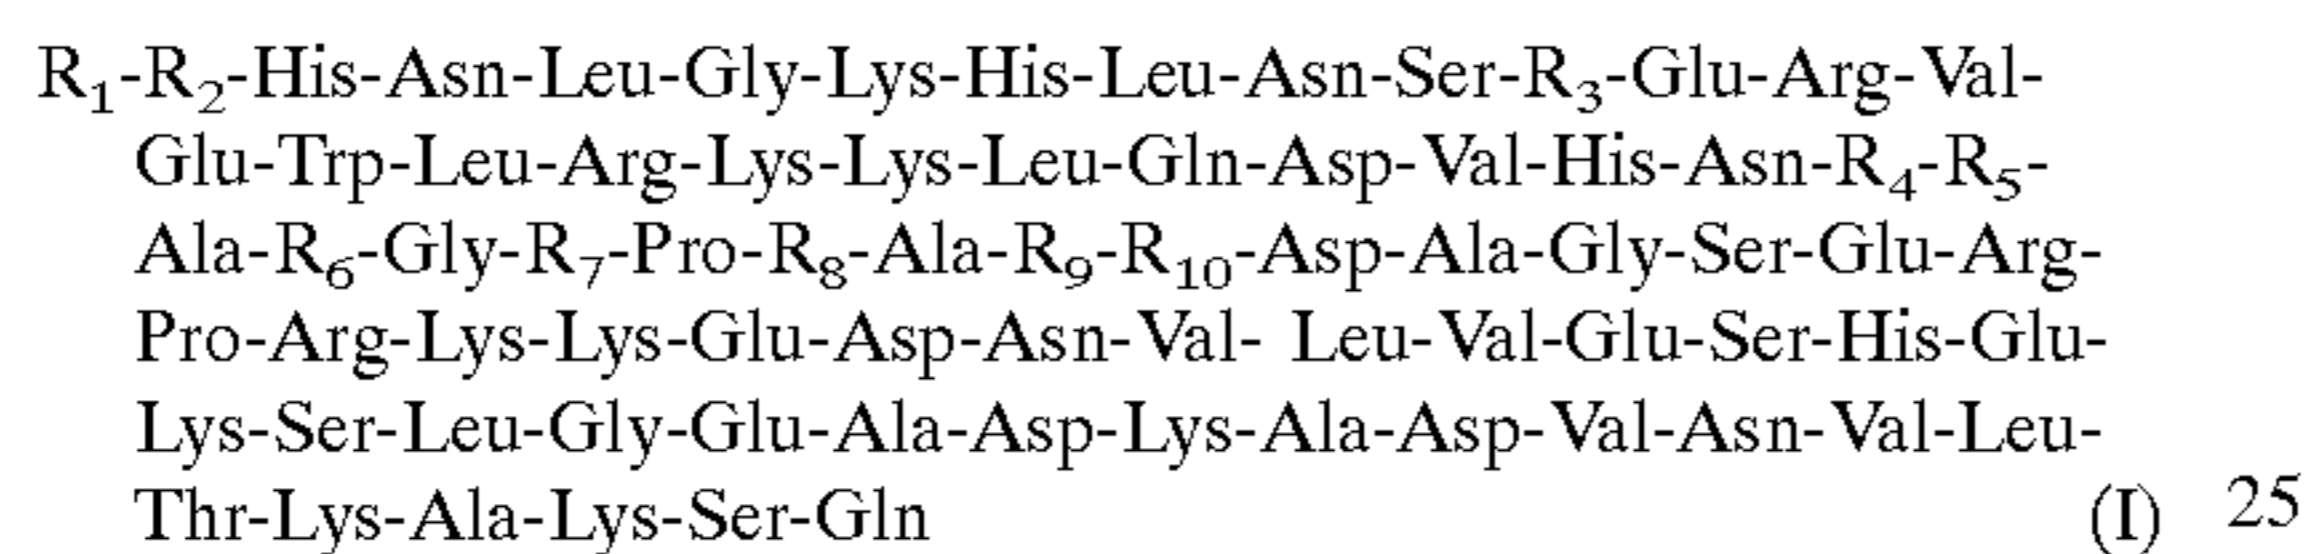 R₁-R₂-His-Asn-Leu-Gly-Lys-His-Leu-Asn-Ser-R₃-Glu-Arg-Val-
Glu-Trp-Leu-Arg-Lys-Lys-Leu-Gln-Asp-Val-His-Asn-R₄-R₅-
Ala-R₆-Gly-R₇-Pro-R₈-Ala-R₉-R₁₀-Asp-Ala-Gly-Ser-Glu-Arg-
Pro-Arg-Lys-Lys-Glu-Asp-Asn-Val- Leu-Val-Glu-Ser-His-Glu-
Lys-Ser-Leu-Gly-Glu-Ala-Asp-Lys-Ala-Asp-Val-Asn-Val-Leu-
Thr-Lys-Ala-Lys-Ser-Gln (I) 25